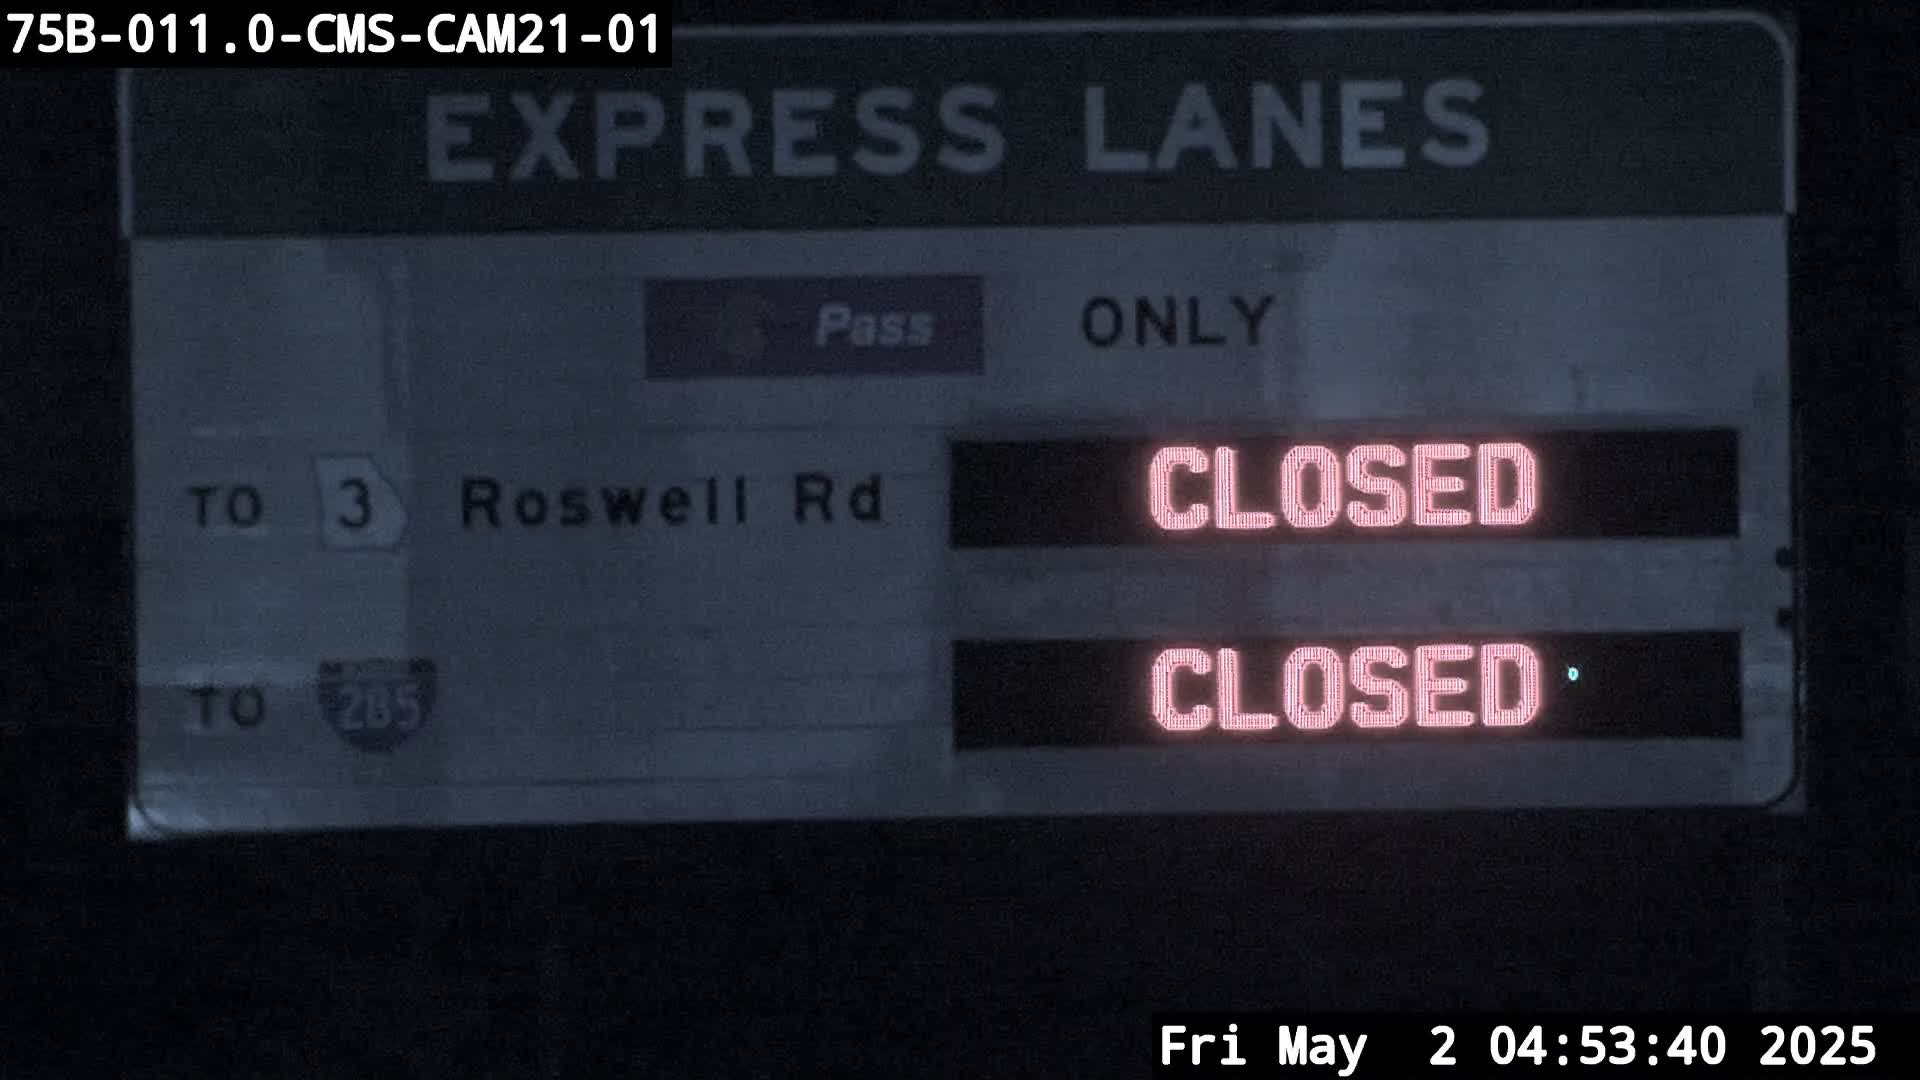 75B-011.0-CMS-CAM21-01
EXPRESS LANES
Pass ONLY
TO 3 Roswell Rd CLOSED
TO 285 CLOSED
Fri May 2 04:53:40 2025